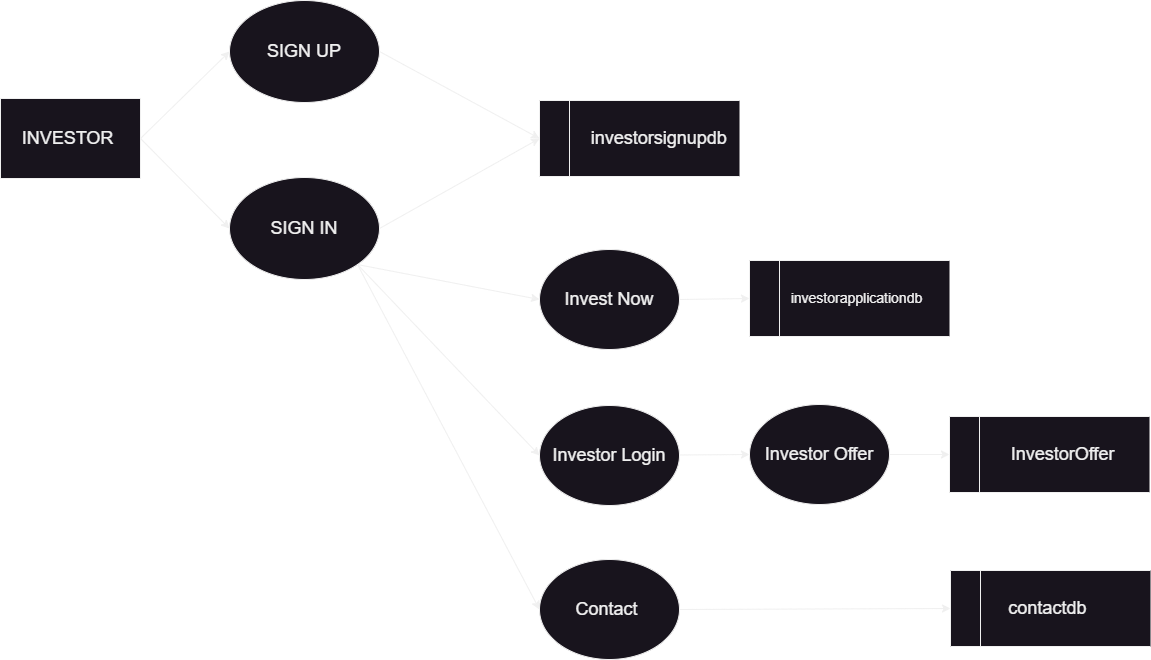 SIGN UP
INVESTOR
investorsignupdb
SIGN IN
Invest Now
investorapplicationdb
Investor Login
Investor Offer
InvestorOffer
Contact
contactdb